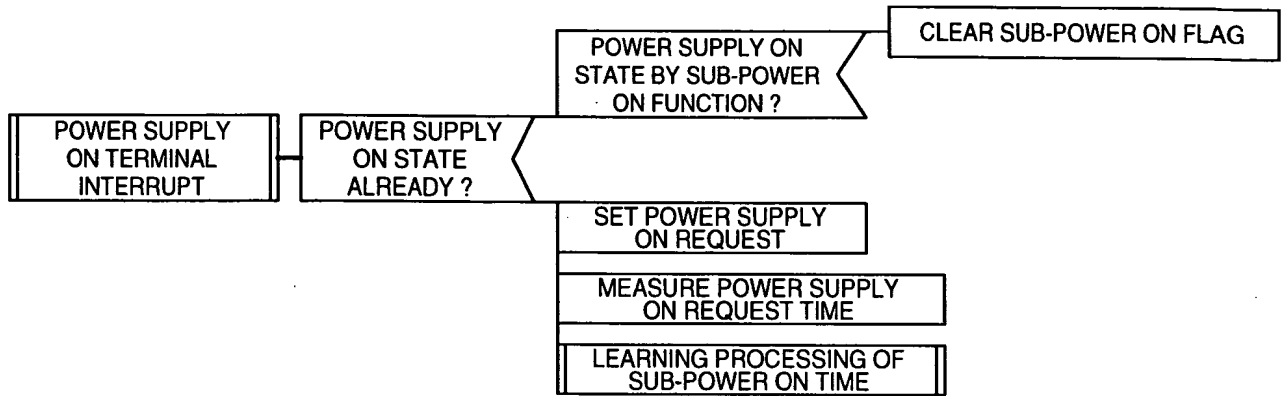 POWER SUPPLY
ON TERMINAL
INTERRUPT
POWER SUPPLY
ON STATE
ALREADY ?
POWER SUPPLY ON
STATE BY SUB-POWER
ON FUNCTION ?
CLEAR SUB-POWER ON FLAG
SET POWER SUPPLY
ON REQUEST
MEASURE POWER SUPPLY
ON REQUEST TIME
LEARNING PROCESSING OF
SUB-POWER ON TIME